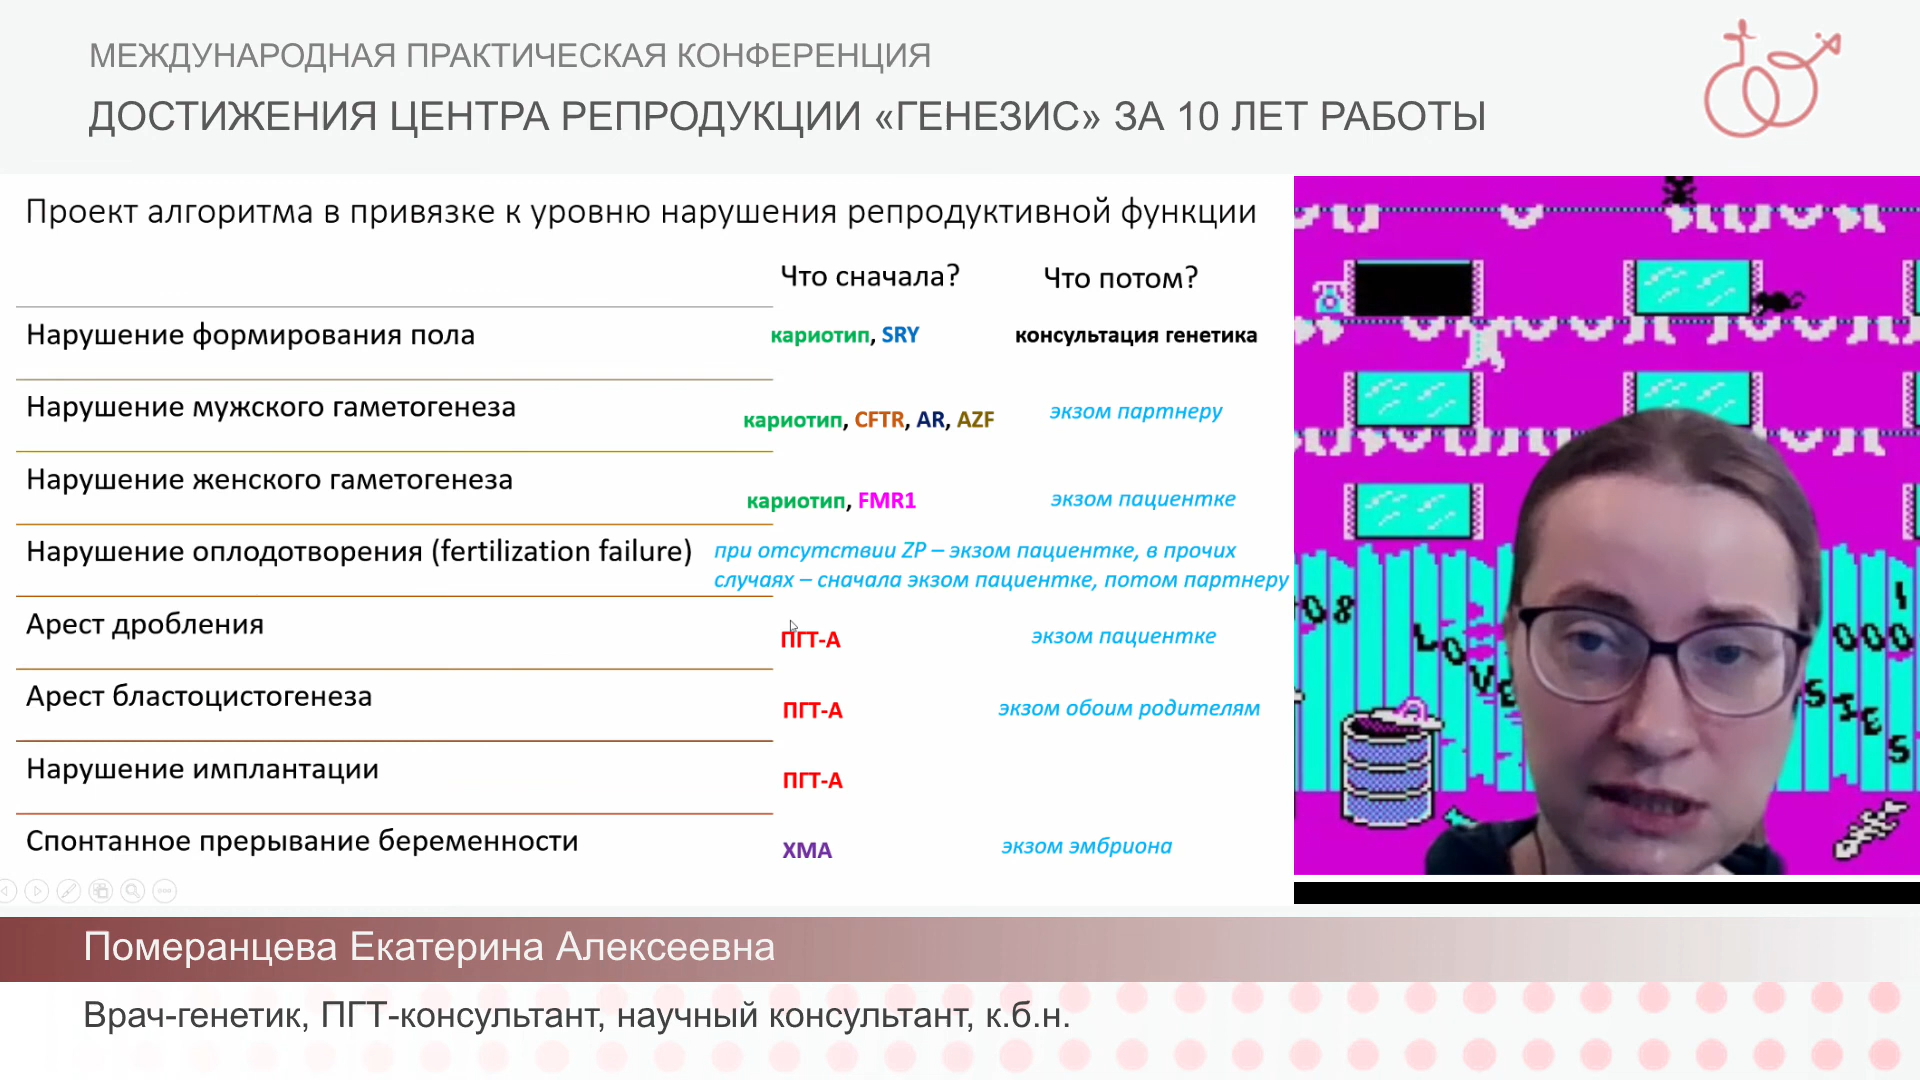 МЕЖДУНАРОДНАЯ ПРАКТИЧЕСКАЯ КОНФЕРЕНЦИЯ
ДОСТИЖЕНИЯ ЦЕНТРА РЕПРОДУКЦИИ «ГЕНЕЗИС» ЗА 10 ЛЕТ РАБОТЫ
Проект алгоритма в привязке к уровню нарушения репродуктивной функции
Что сначала? Что потом?
Нарушение формирования пола кариотип, SRY консультация генетика
Нарушение мужского гаметогенеза кариотип, CFTR, AR, AZF экзом партнеру
Нарушение женского гаметогенеза кариотип, FMR1 экзом пациентке
Нарушение оплодотворения (fertilization failure) при отсутствии ZP – экзом пациентке, в прочих
случаях – сначала экзом пациентке, потом партнеру
Арест дробления ПГТ-А экзом пациентке
Арест бластоцистогенеза ПГТ-А экзом обоим родителям
Нарушение имплантации ПГТ-А
Спонтанное прерывание беременности ХМА экзом эмбриона
Померанцева Екатерина Алексеевна
Врач-генетик, ПГТ-консультант, научный консультант, к.б.н.